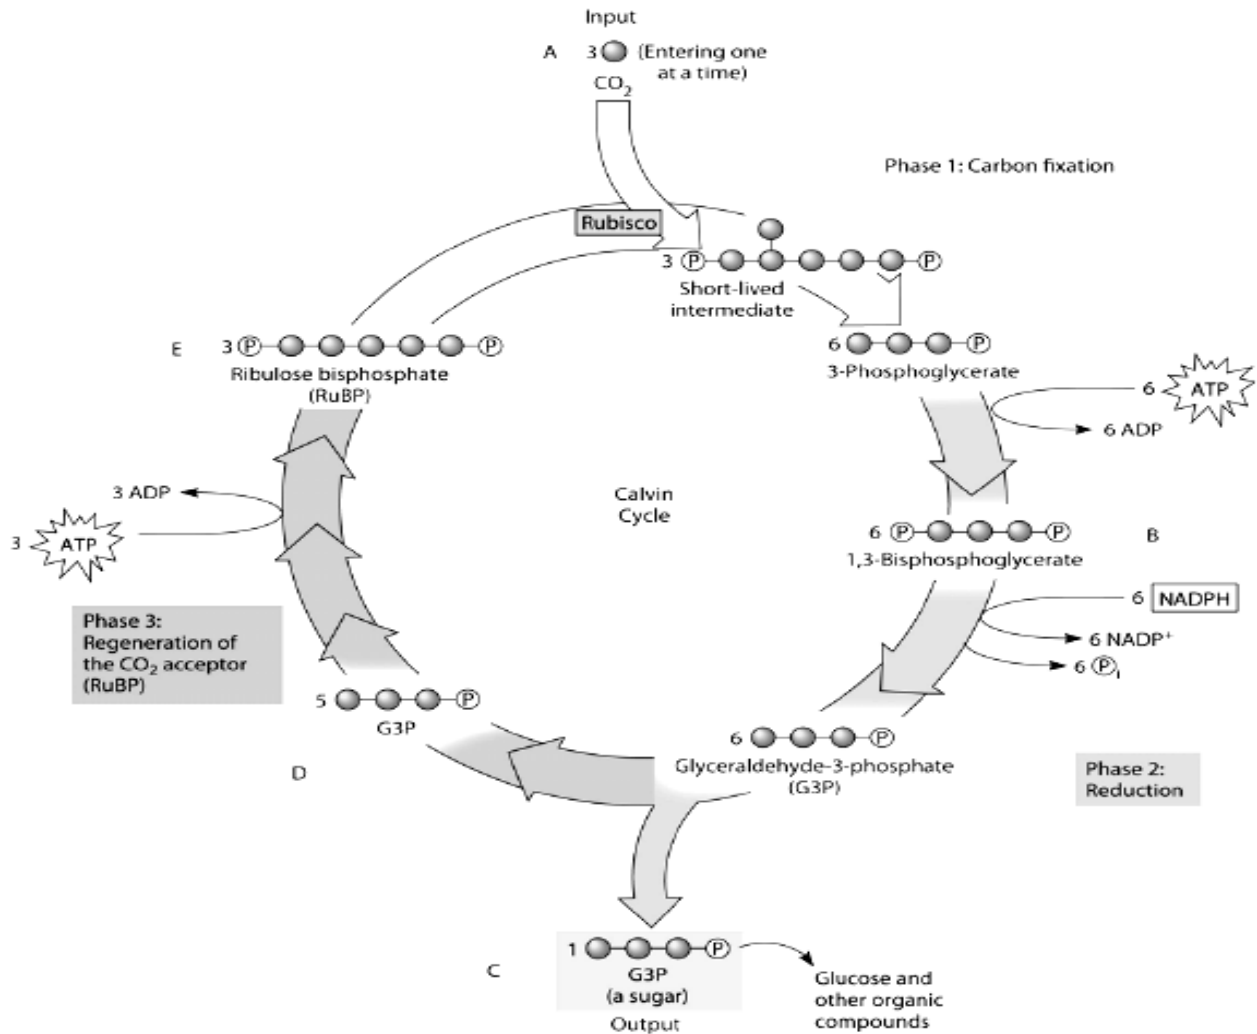 Input
A 3 (Entering one
at a time)
CO₂
Phase 1: Carbon fixation
Rubisco
3 P P
Short-lived
intermediate
E 3 P P
Ribulose bisphosphate
(RuBP)
6 P
3-Phosphoglycerate
6 ATP
6 ADP
3 ADP
3 ATP
Calvin
Cycle
6 P P B
1,3-Bisphosphoglycerate
6 NADPH
6 NADP⁺
6 Pi
Phase 3:
Regeneration of
the CO₂ acceptor
(RuBP)
5 P
G3P
D
6 P
Glyceraldehyde-3-phosphate
(G3P)
Phase 2:
Reduction
C 1 P
G3P
(a sugar)
Output
Glucose and
other organic
compounds